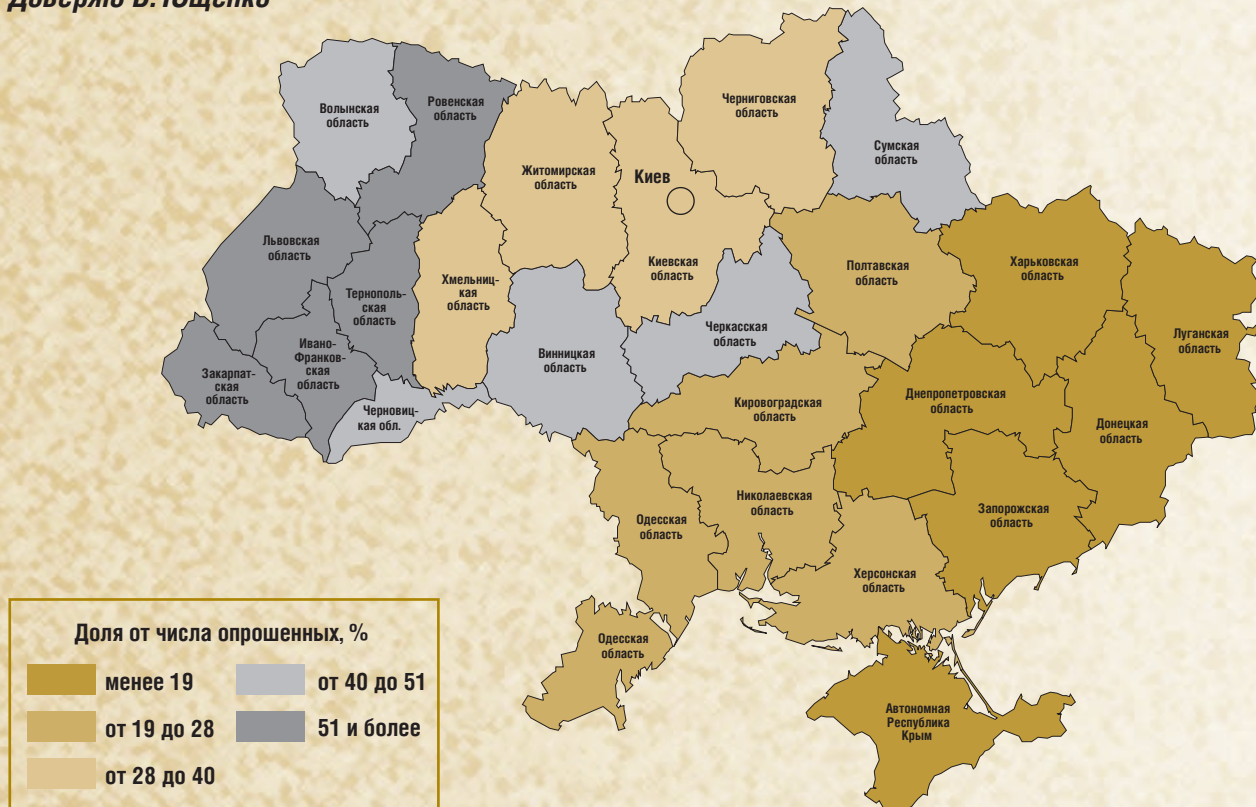 Доверяю В. Ющенко
Волынская
область
Ровенская
область
Черниговская
область
Сумская
область
Житомирская
область
Киев
Львовская
область
Хмельниц-
кая
область
Киевская
область
Полтавская
область
Харьковская
область
Тернополь-
ская
область
Луганская
область
Черкасская
область
Ивано-
Франков-
ская
область
Винницкая
область
Закарпат-
ская
область
Черновиц-
кая обл.
Кировоградская
область
Днепропетровская
область
Донецкая
область
Николаевская
область
Запорожская
область
Одесская
область
Херсонская
область
Одесская
область
Автономная
Республика
Крым
Доля от числа опрошенных, %
менее 19
от 40 до 51
от 19 до 28
51 и более
от 28 до 40